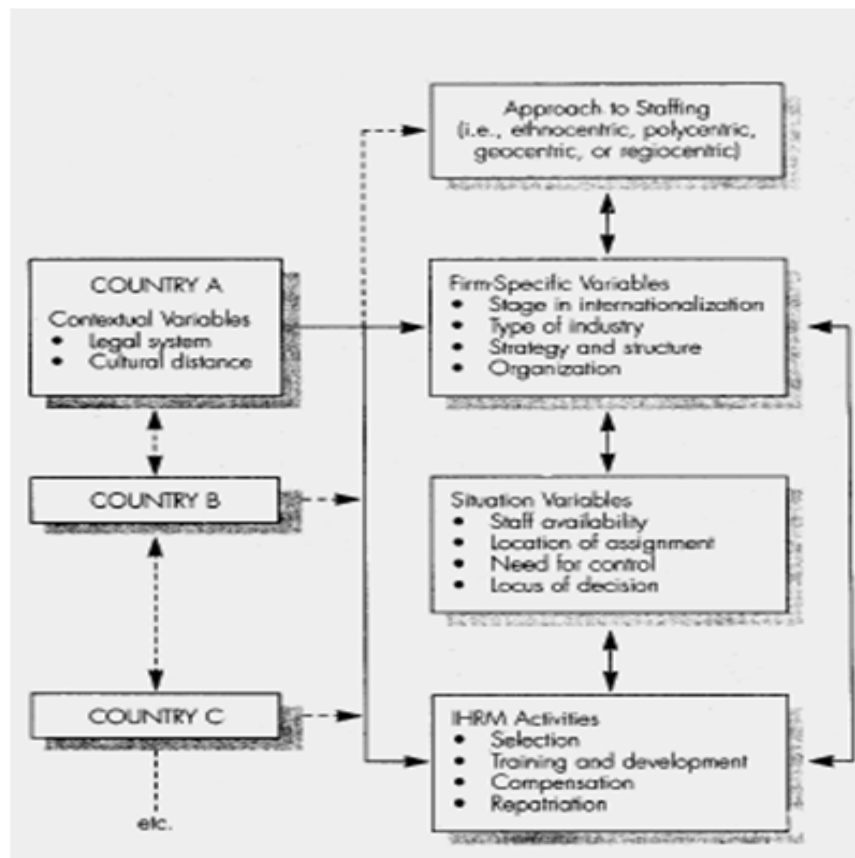 Approach to Staffing
(i.e., ethnocentric, polycentric,
geocentric, or regiocentric)
COUNTRY A
Contextual Variables
• Legal system
• Cultural distance
Firm-Specific Variables
• Stage in internationalization
• Type of industry
• Strategy and structure
• Organization
COUNTRY B
Situation Variables
• Staff availability
• Location of assignment
• Need for control
• Locus of decision
COUNTRY C
IHRM Activities
• Selection
• Training and development
• Compensation
• Repatriation
etc.